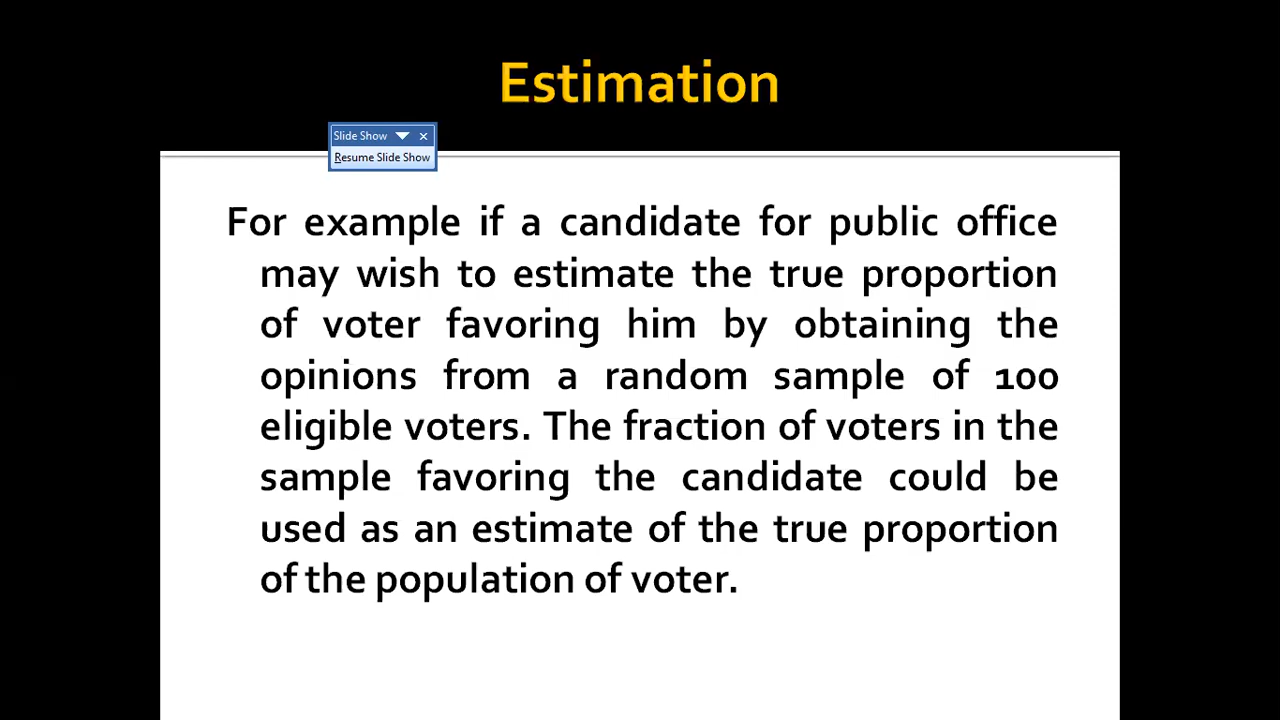 Estimation
Slide Show
Resume Slide Show
For example if a candidate for public office
may wish to estimate the true proportion
of voter favoring him by obtaining the
opinions from a random sample of 100
eligible voters. The fraction of voters in the
sample favoring the candidate could be
used as an estimate of the true proportion
of the population of voter.